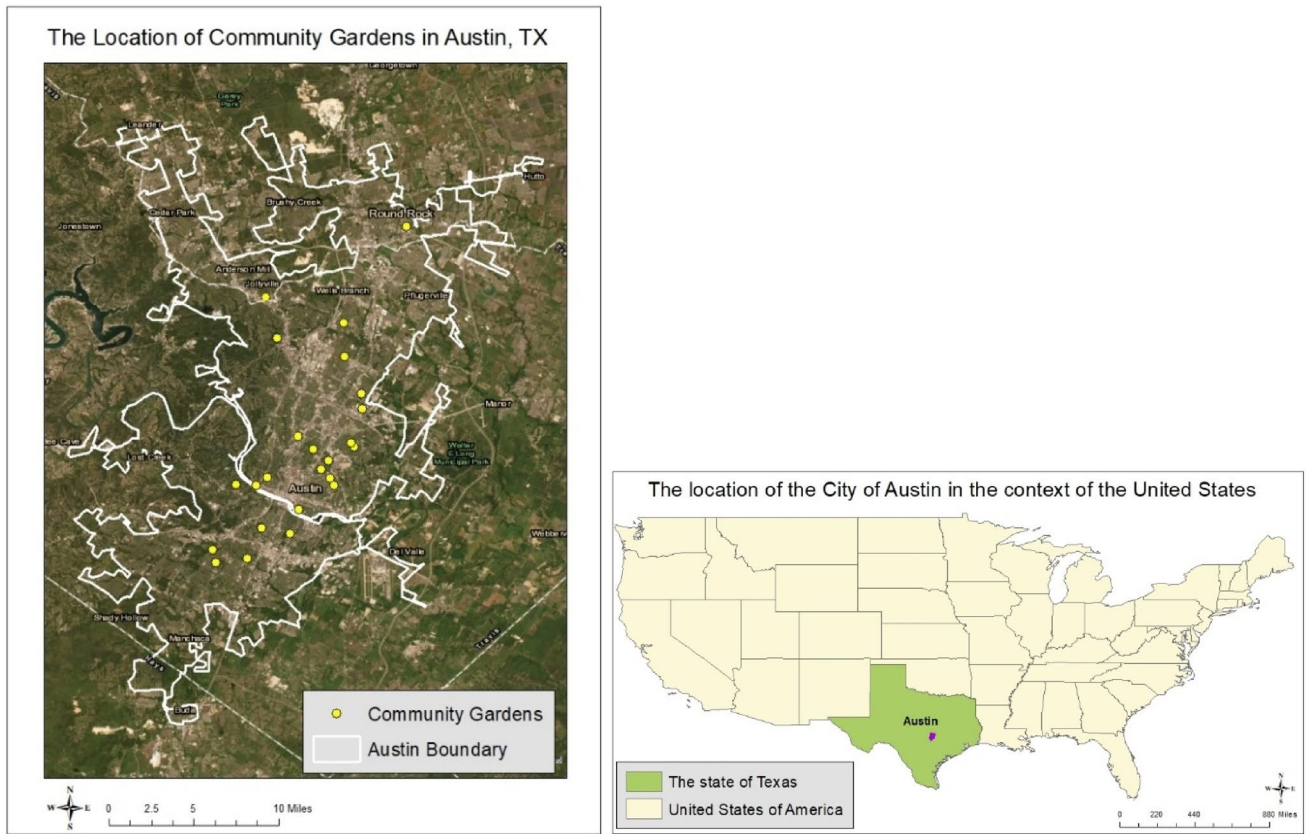 The Location of Community Gardens in Austin, TX
Georgetown
Garey
Park
Leander
Hutto
Brushy Creek
Cedar Park
Round Rock
Jonestown
Anderson Mill
Jollyville
Wells Branch
Pflugerville
Manor
Walter
E Long
Municipal Park
Lost Creek
Austin
Del Valle
Shady Hollow
Manchaca
Hays
Travis
Buda
Community Gardens
Austin Boundary
N
W E
S
0 2.5 5 10 Miles
The location of the City of Austin in the context of the United States
Austin
The state of Texas
United States of America
N
W E
S
0 220 440 880 Miles